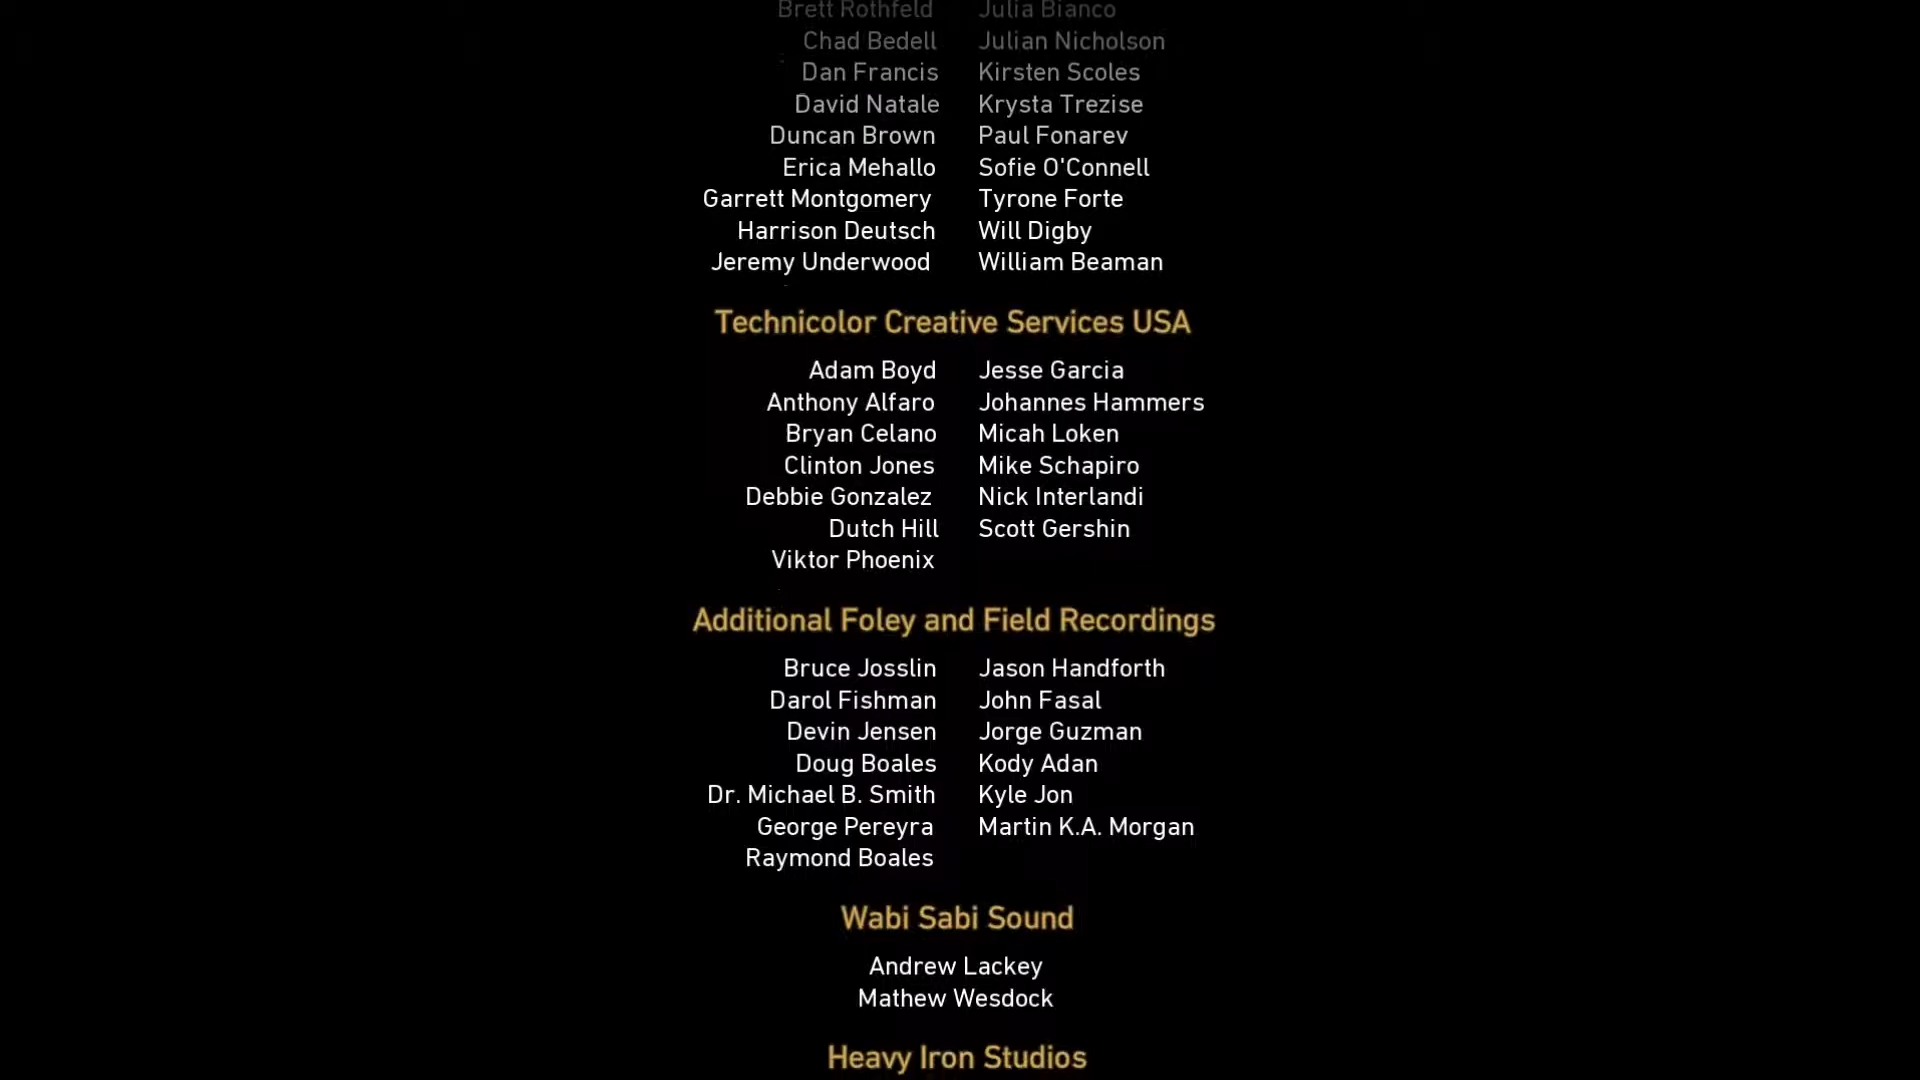 Brett Rothfeld Julia Bianco
Chad Bedell Julian Nicholson
Dan Francis Kirsten Scoles
David Natale Krysta Trezise
Duncan Brown Paul Fonarev
Erica Mehallo Sofie O'Connell
Garrett Montgomery Tyrone Forte
Harrison Deutsch Will Digby
Jeremy Underwood William Beaman
Technicolor Creative Services USA
Adam Boyd Jesse Garcia
Anthony Alfaro Johannes Hammers
Bryan Celano Micah Loken
Clinton Jones Mike Schapiro
Debbie Gonzalez Nick Interlandi
Dutch Hill Scott Gershin
Viktor Phoenix
Additional Foley and Field Recordings
Bruce Josslin Jason Handforth
Darol Fishman John Fasal
Devin Jensen Jorge Guzman
Doug Boales Kody Adan
Dr. Michael B. Smith Kyle Jon
George Pereyra Martin K.A. Morgan
Raymond Boales
Wabi Sabi Sound
Andrew Lackey
Mathew Wesdock
Heavy Iron Studios